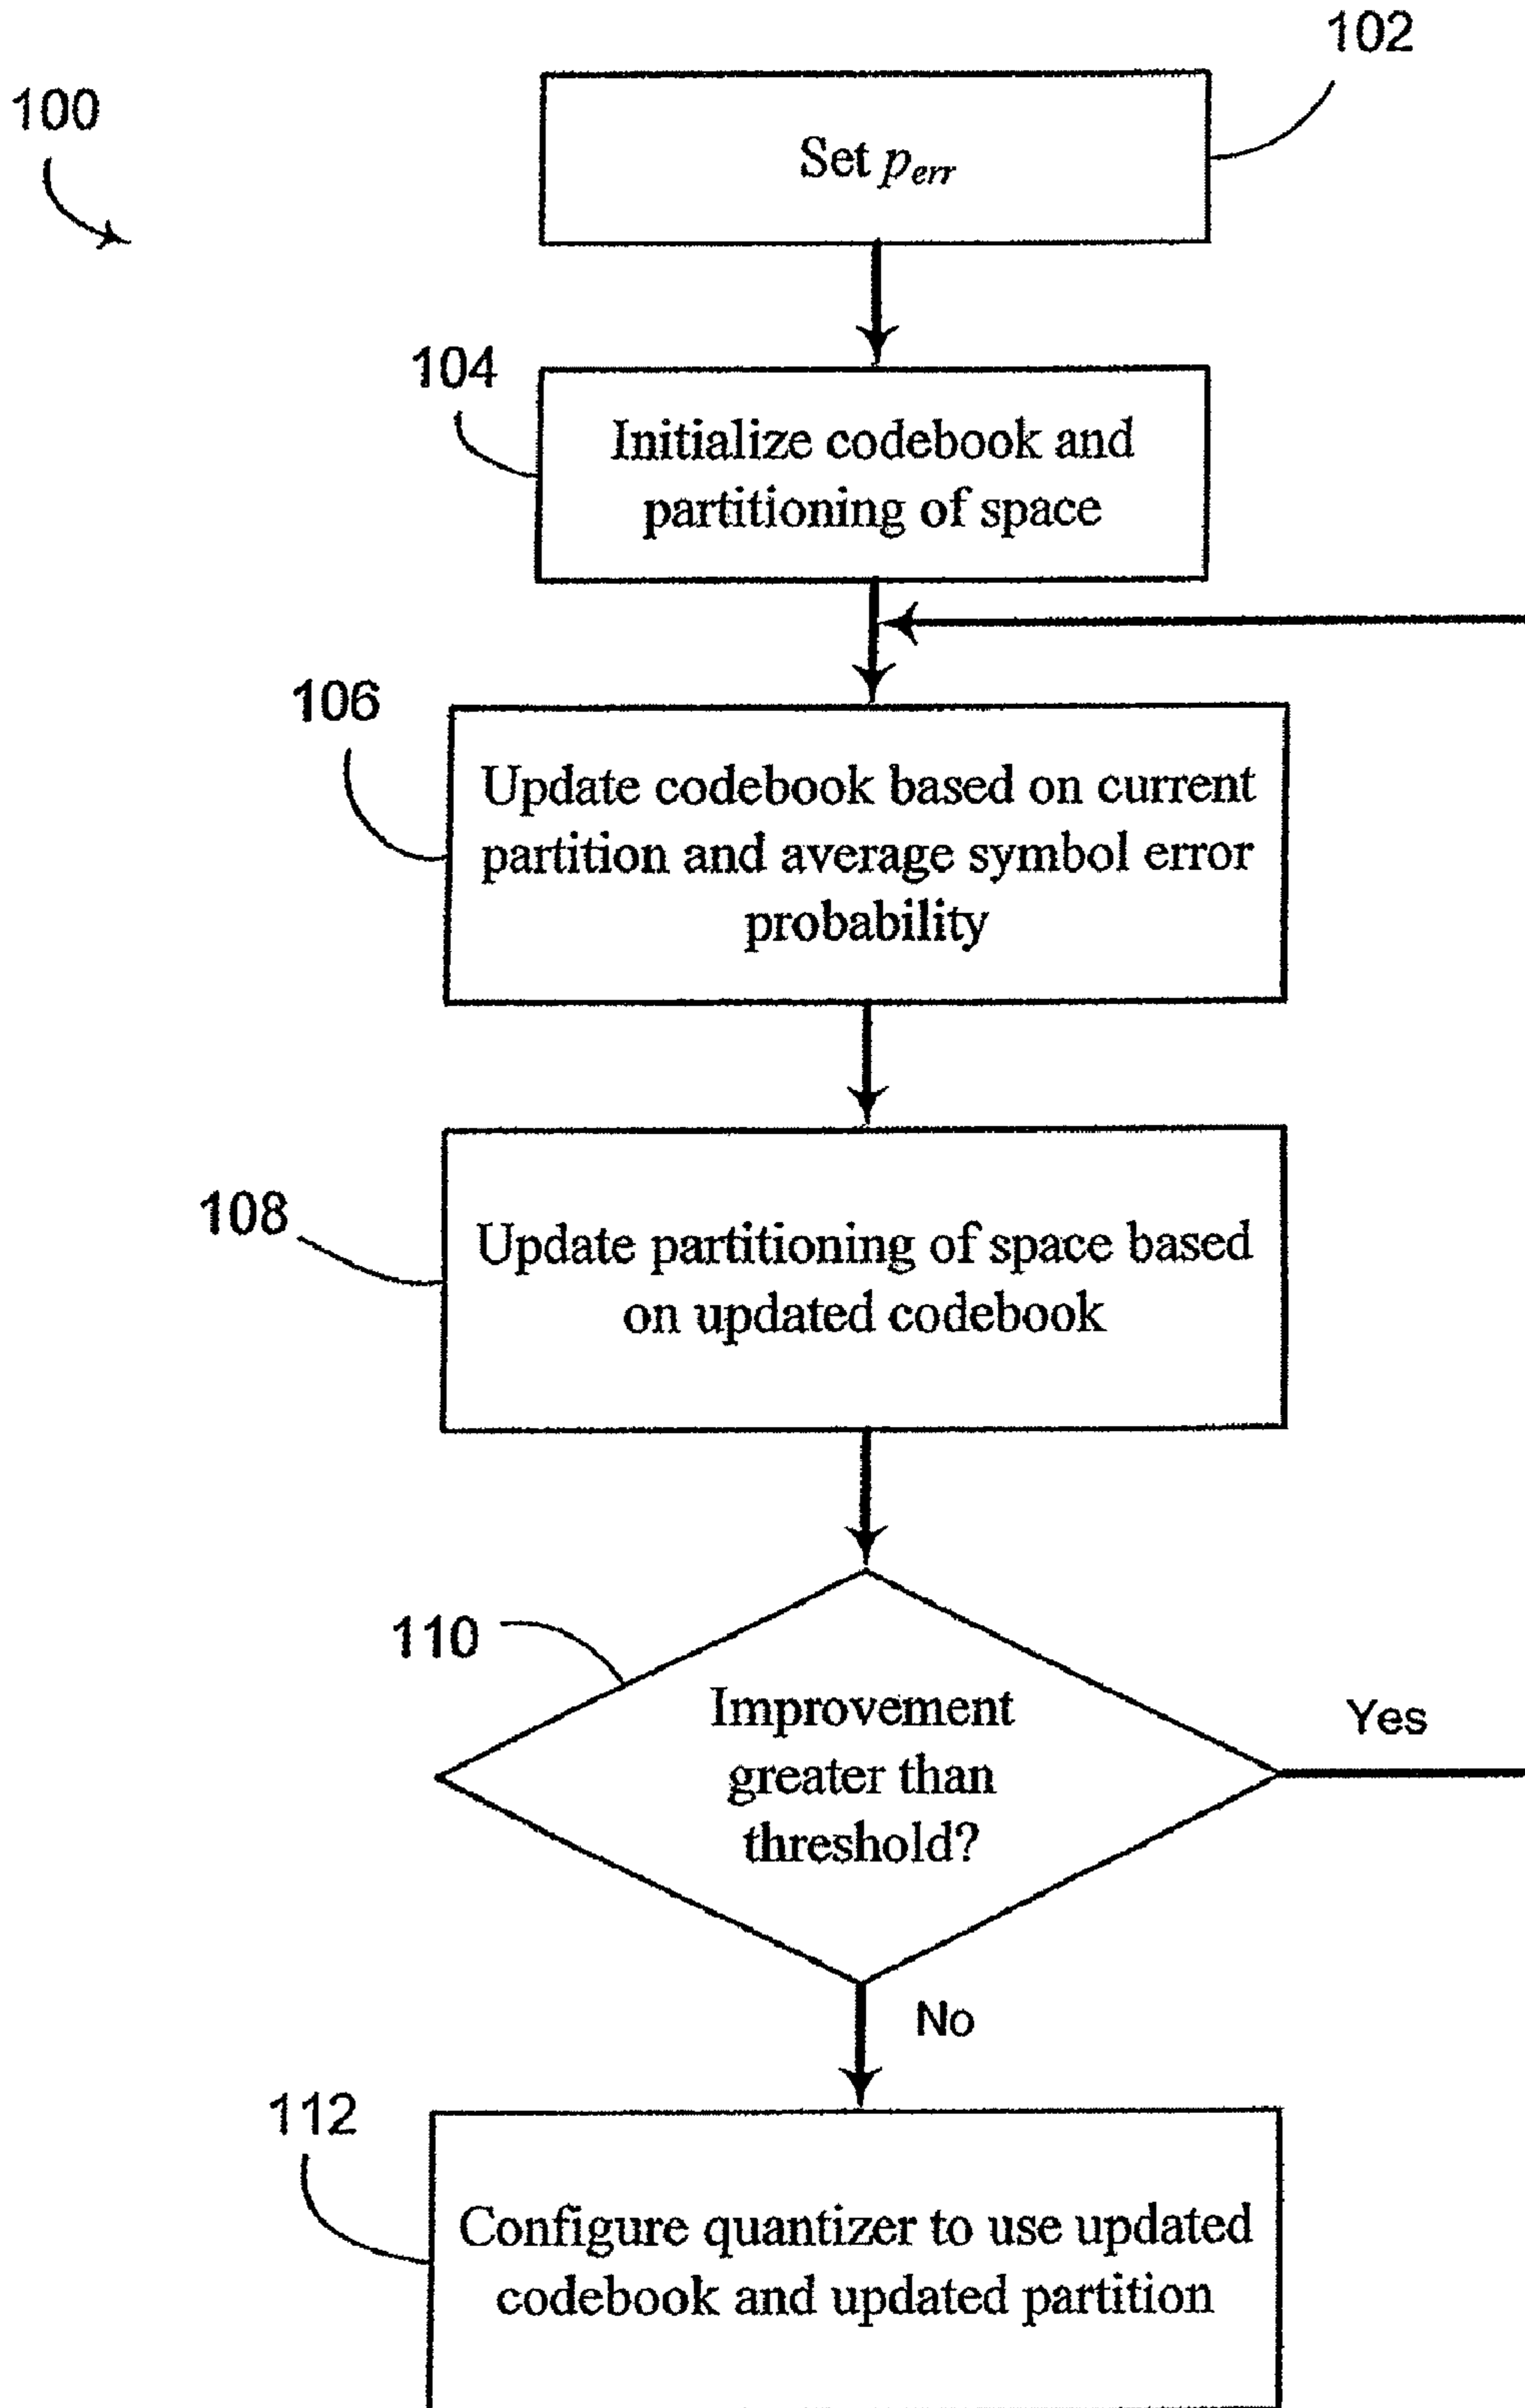 102
100
Set p_err
104
Initialize codebook and
partitioning of space
106
Update codebook based on current
partition and average symbol error
probability
108
Update partitioning of space based
on updated codebook
110
Improvement
greater than
threshold?
Yes
No
112
Configure quantizer to use updated
codebook and updated partition